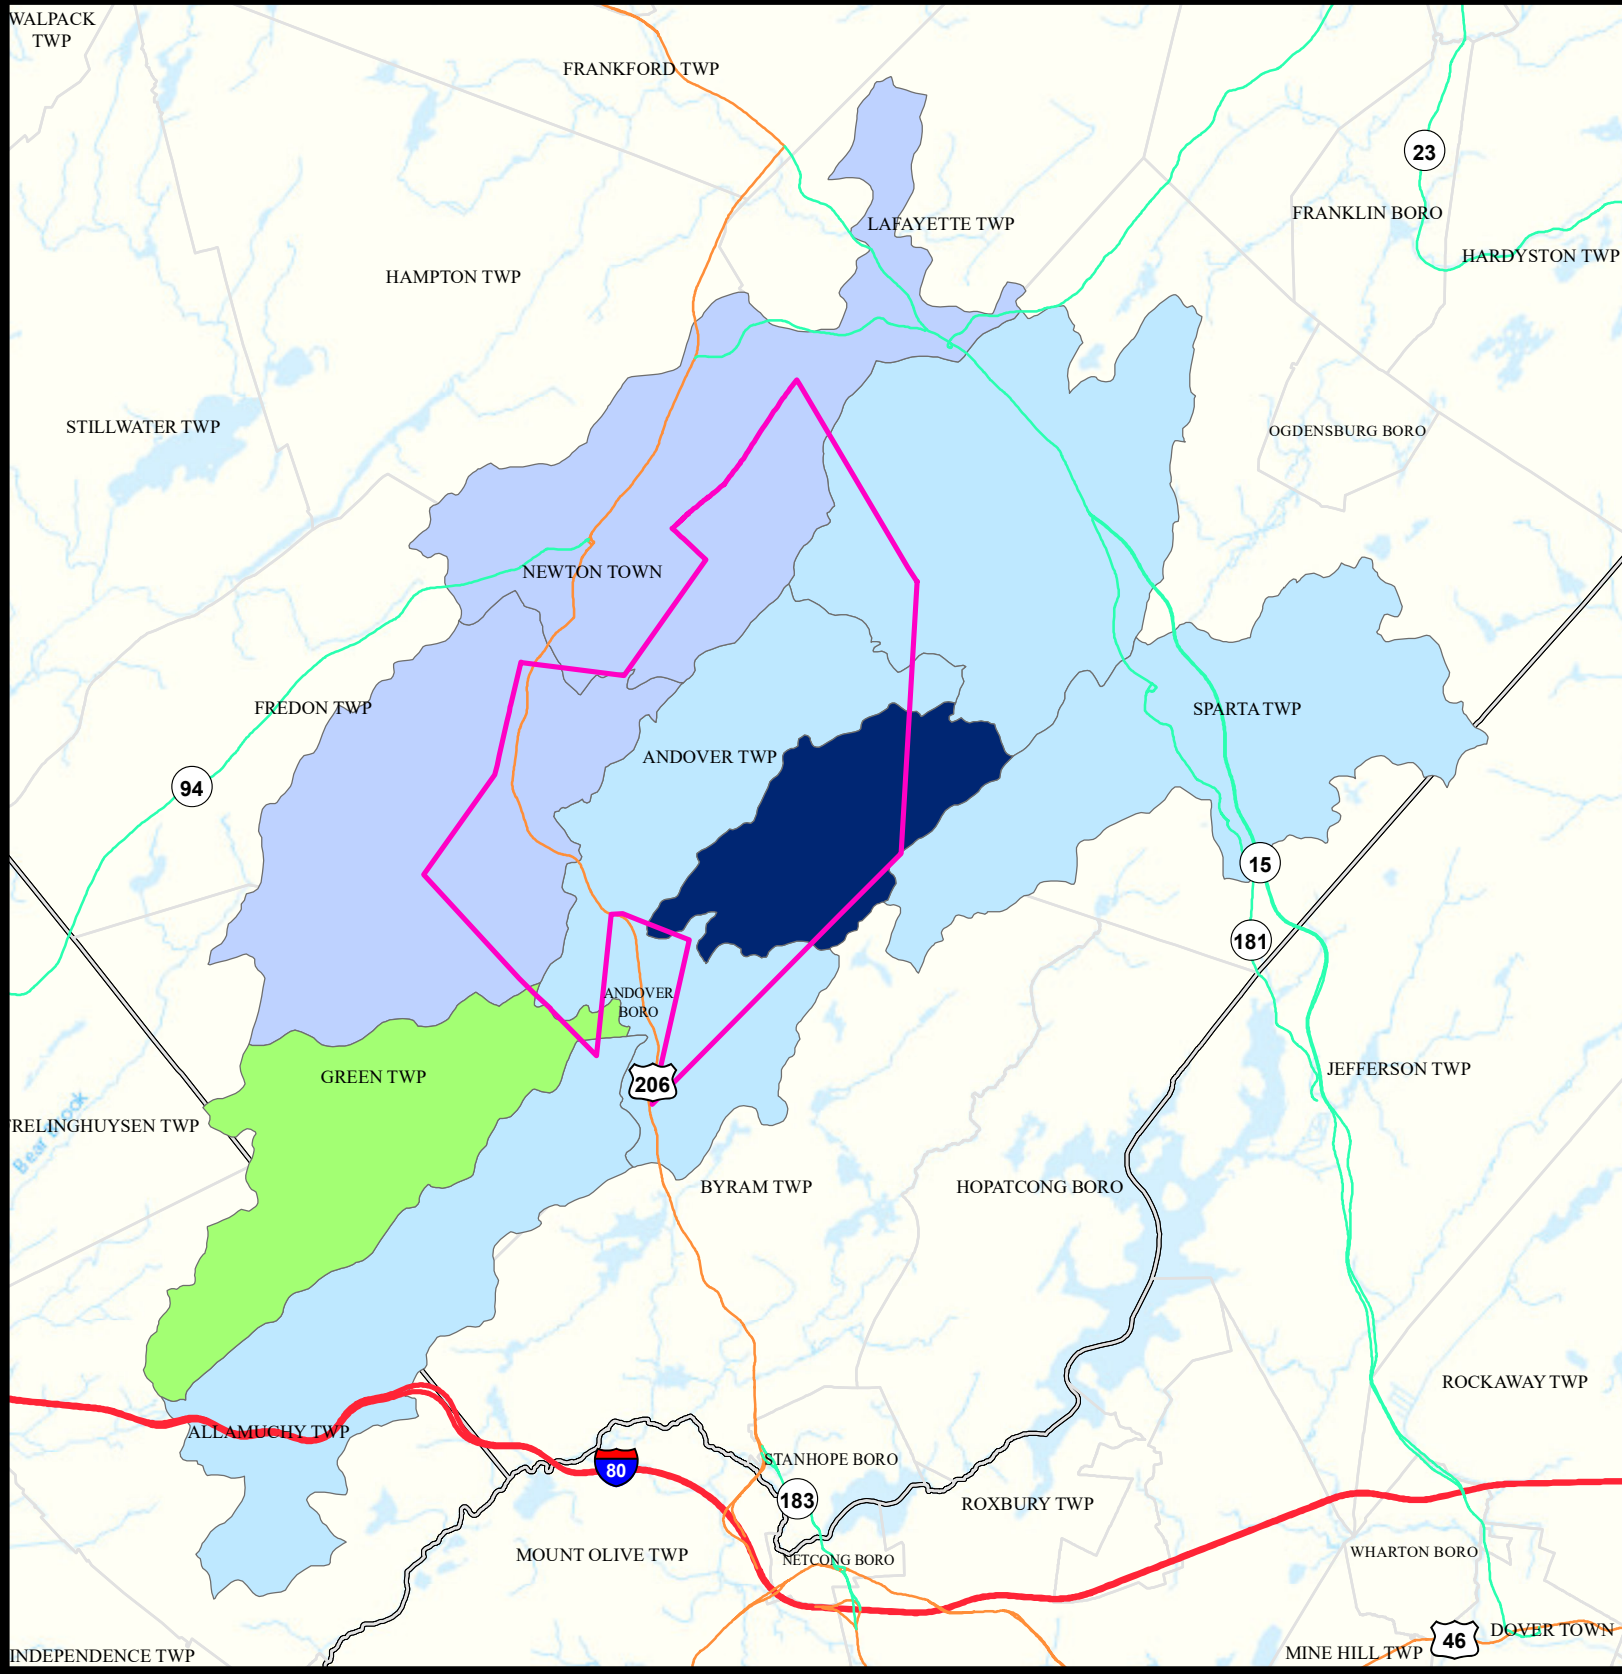 WALPACK
TWP
FRANKFORD TWP
23
FRANKLIN BORO
LAFAYETTE TWP
HARDYSTON TWP
HAMPTON TWP
STILLWATER TWP
OGDENSBURG BORO
NEWTON TOWN
FREDON TWP
SPARTA TWP
ANDOVER TWP
94
15
181
ANDOVER
BORO
GREEN TWP
206
JEFFERSON TWP
Bear Brook
FRELINGHUYSEN TWP
BYRAM TWP
HOPATCONG BORO
ROCKAWAY TWP
ALLAMUCHY TWP
STANHOPE BORO
80
183
ROXBURY TWP
MOUNT OLIVE TWP
NETCONG BORO
WHARTON BORO
DOVER TOWN
46
MINE HILL TWP
INDEPENDENCE TWP